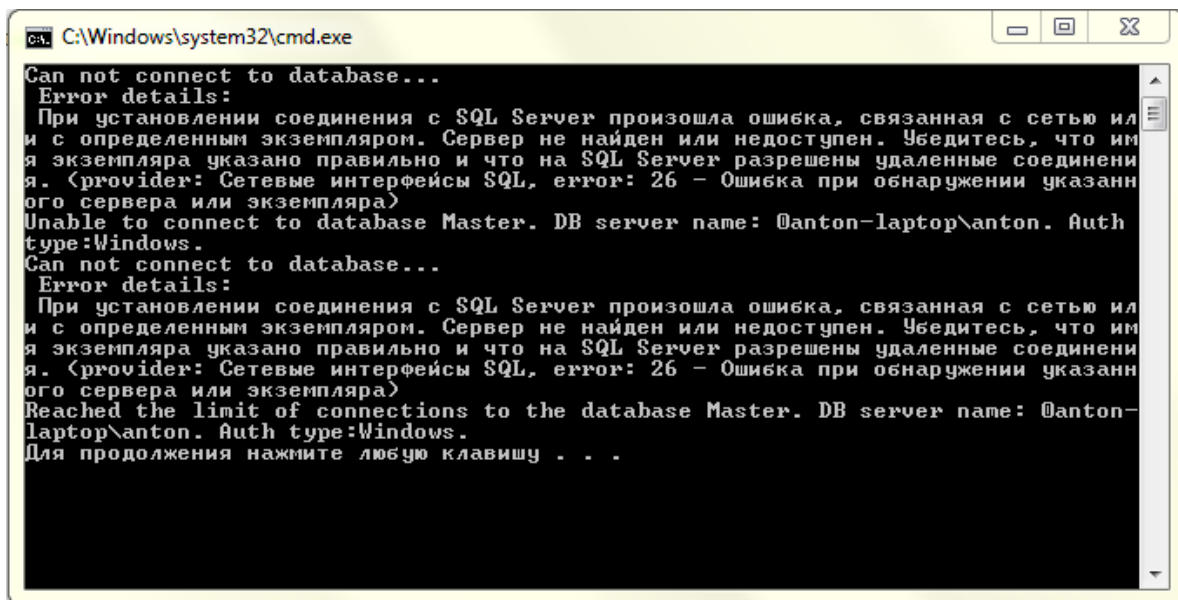 C:\Windows\system32\cmd.exe
Can not connect to database...
Error details:
При установлении соединения с SQL Server произошла ошибка, связанная с сетью ил
и с определенным экземпляром. Сервер не найден или недоступен. Убедитесь, что им
я экземпляра указано правильно и что на SQL Server разрешены удаленные соединени
я. (provider: Сетевые интерфейсы SQL, error: 26 - Ошибка при обнаружении указанн
ого сервера или экземпляра)
Unable to connect to database Master. DB server name: @anton-laptop\anton. Auth
type:Windows.
Can not connect to database...
Error details:
При установлении соединения с SQL Server произошла ошибка, связанная с сетью ил
и с определенным экземпляром. Сервер не найден или недоступен. Убедитесь, что им
я экземпляра указано правильно и что на SQL Server разрешены удаленные соединени
я. (provider: Сетевые интерфейсы SQL, error: 26 - Ошибка при обнаружении указанн
ого сервера или экземпляра)
Reached the limit of connections to the database Master. DB server name: @anton-
laptop\anton. Auth type:Windows.
Для продолжения нажмите любую клавишу . . .